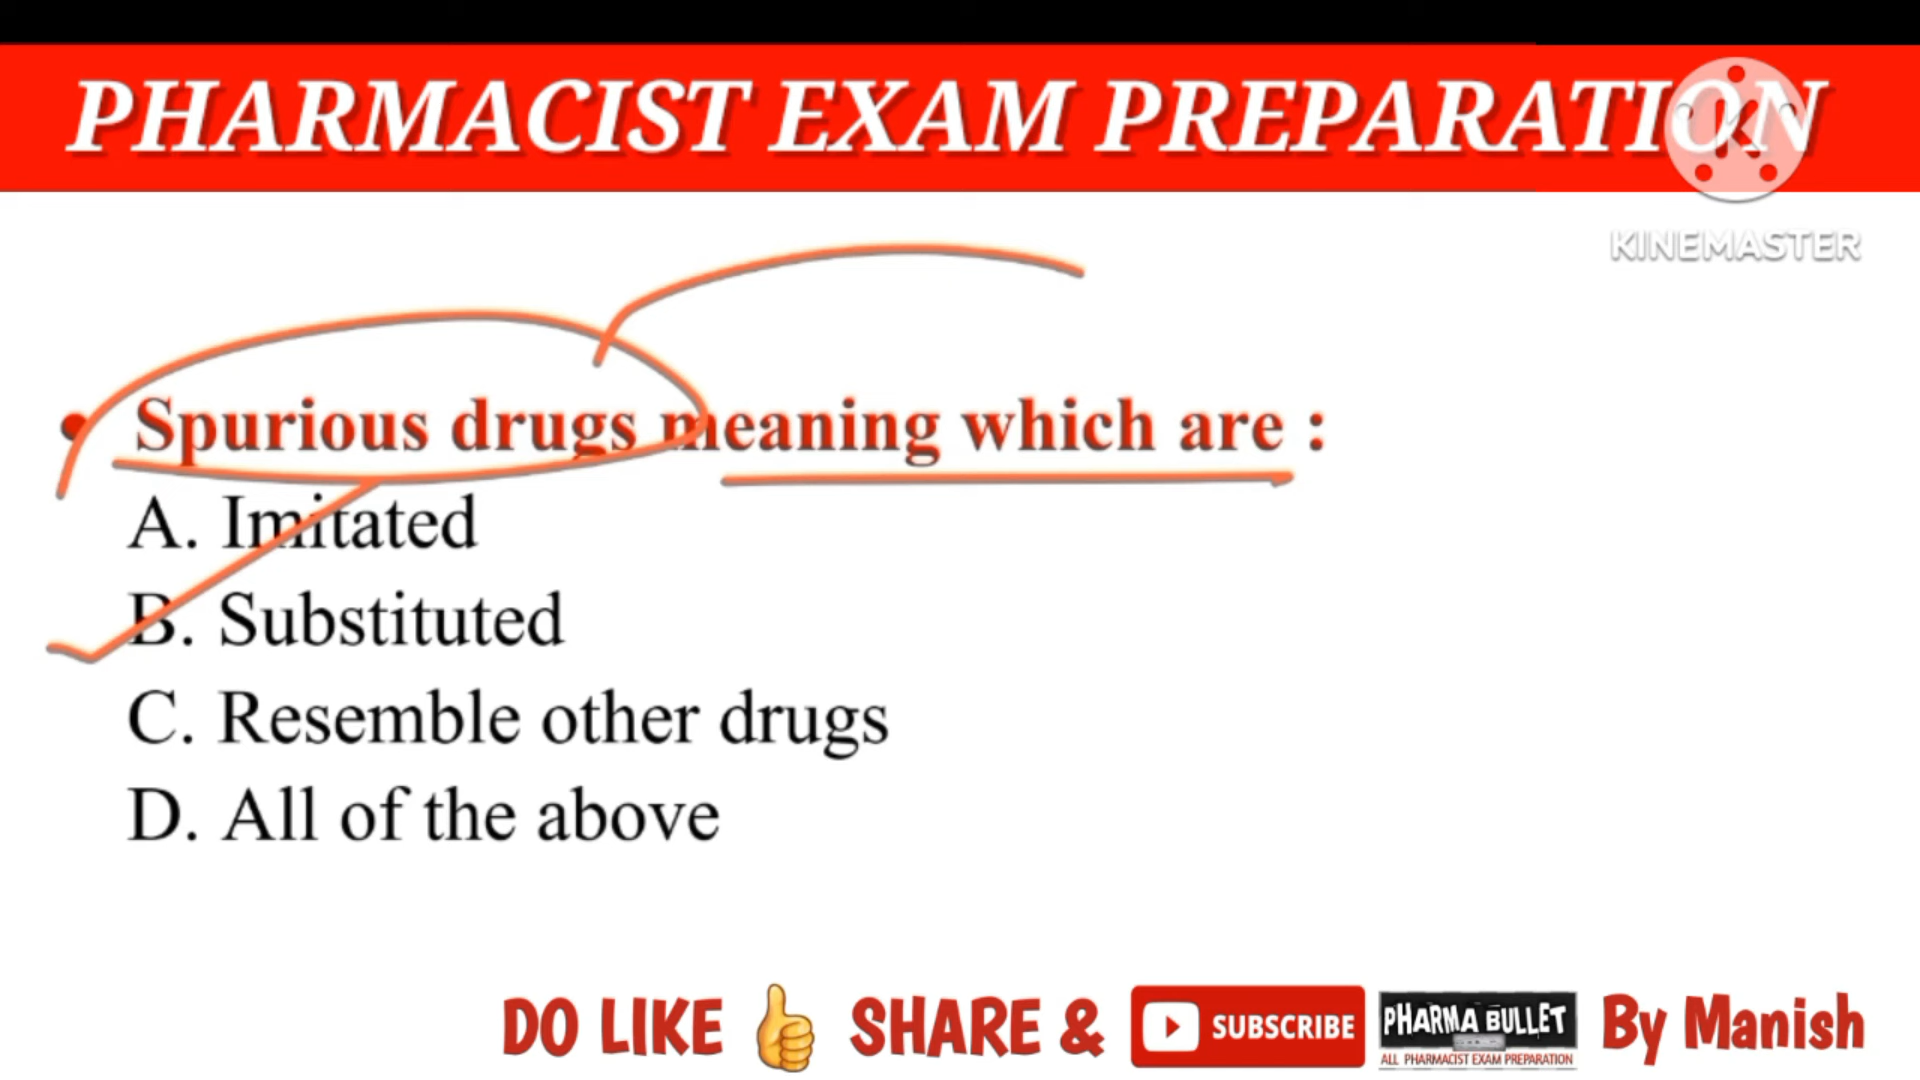 PHARMACIST EXAM PREPARATION
KINEMASTER
• Spurious drugs meaning which are :
A. Imitated
B. Substituted
C. Resemble other drugs
D. All of the above
DO LIKE 👍 SHARE & SUBSCRIBE PHARMA BULLET By Manish
ALL PHARMACIST EXAM PREPARATION